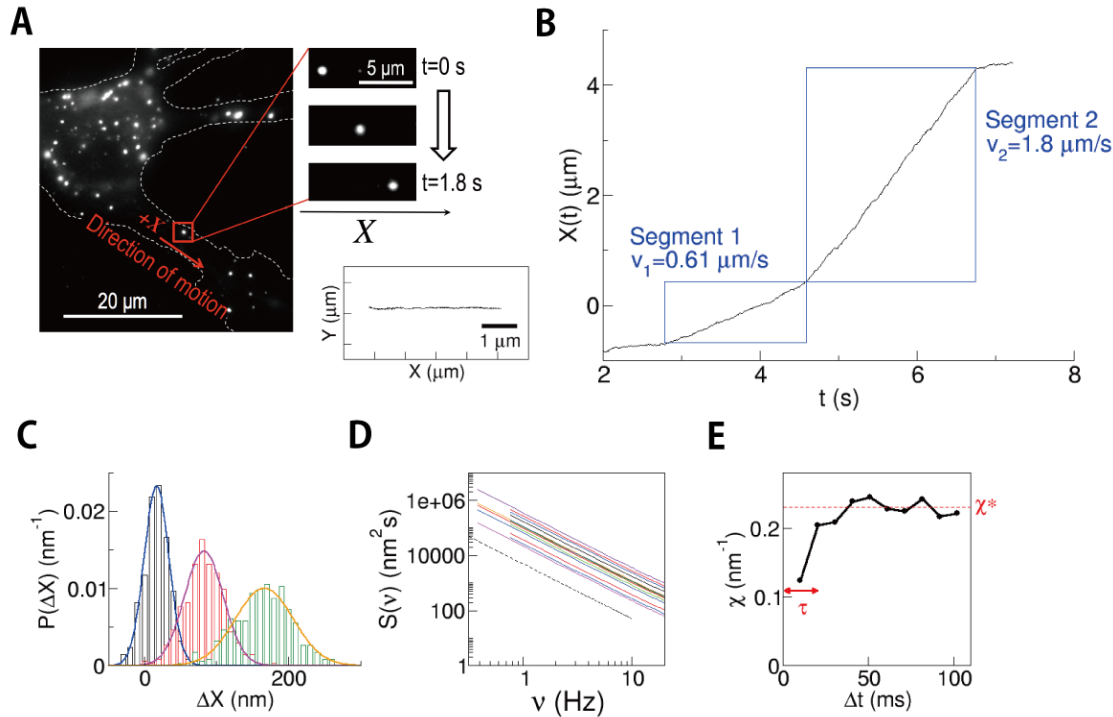 A
5 μm
t=0 s
t=1.8 s
X
+X
Direction of motion
20 μm
Y (μm)
1 μm
X (μm)
B
X(t) (μm)
4
2
0
Segment 1
v₁=0.61 μm/s
Segment 2
v₂=1.8 μm/s
2 4 6 8
t (s)
C
P(ΔX) (nm⁻¹)
0.02
0.01
0
0 200
ΔX (nm)
D
S(ν) (nm²s)
1e+06
10000
100
1
1 10
ν (Hz)
E
χ (nm⁻¹)
0.2
0.1
0
χ*
τ
0 50 100
Δt (ms)